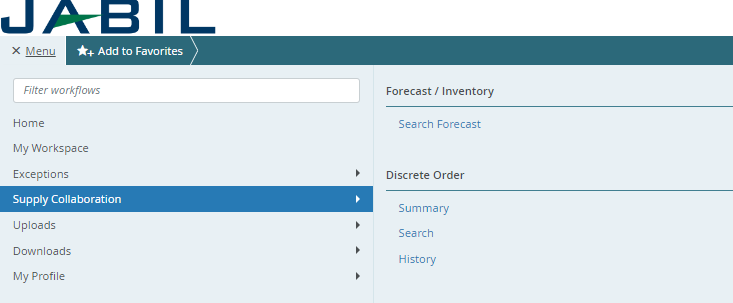 JABIL
Menu
Add to Favorites
Filter workflows
Home
My Workspace
Exceptions
Supply Collaboration
Uploads
Downloads
My Profile
Forecast / Inventory
Search Forecast
Discrete Order
Summary
Search
History